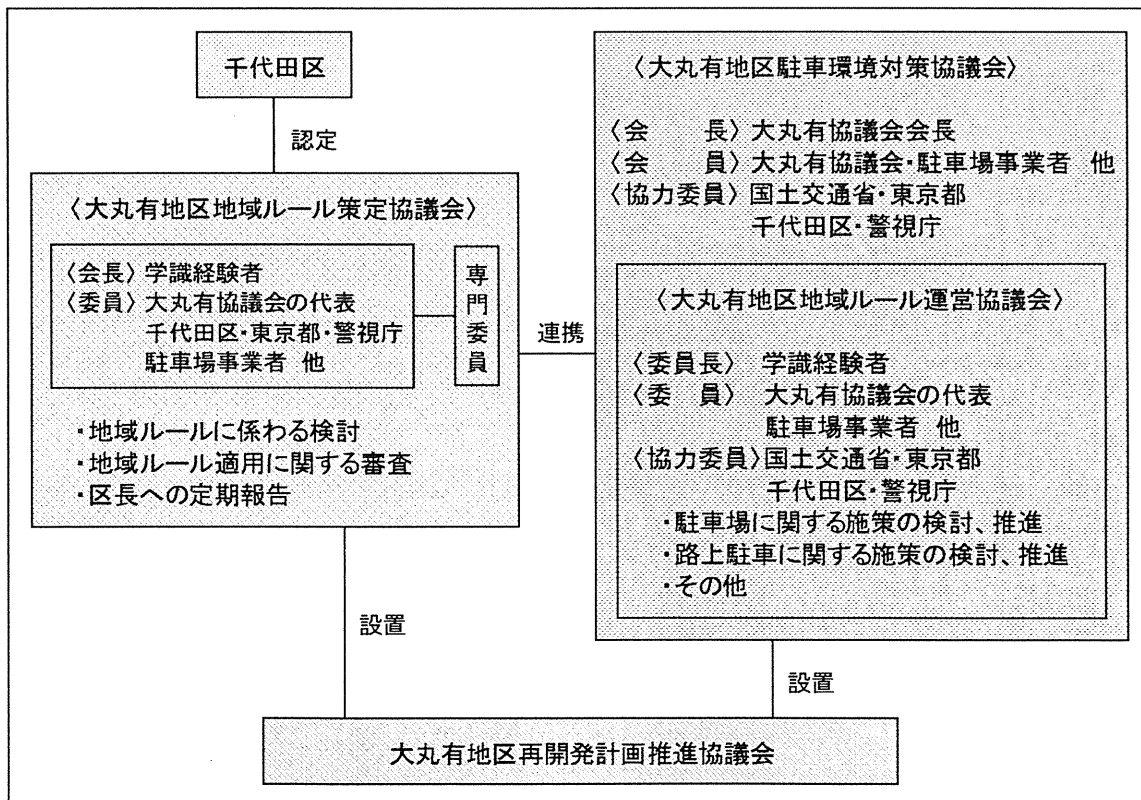 千代田区
認定
〈大丸有地区地域ルール策定協議会〉
〈会長〉学識経験者
〈委員〉大丸有協議会の代表
千代田区・東京都・警視庁
駐車場事業者 他
専門委員
・地域ルールに係わる検討
・地域ルール適用に関する審査
・区長への定期報告
連携
〈大丸有地区駐車環境対策協議会〉
〈会　　長〉大丸有協議会会長
〈会　　員〉大丸有協議会・駐車場事業者 他
〈協力委員〉国土交通省・東京都
千代田区・警視庁
〈大丸有地区地域ルール運営協議会〉
〈委員長〉 学識経験者
〈委　員〉 大丸有協議会の代表
駐車場事業者 他
〈協力委員〉国土交通省・東京都
千代田区・警視庁
・駐車場に関する施策の検討、推進
・路上駐車に関する施策の検討、推進
・その他
設置
設置
大丸有地区再開発計画推進協議会